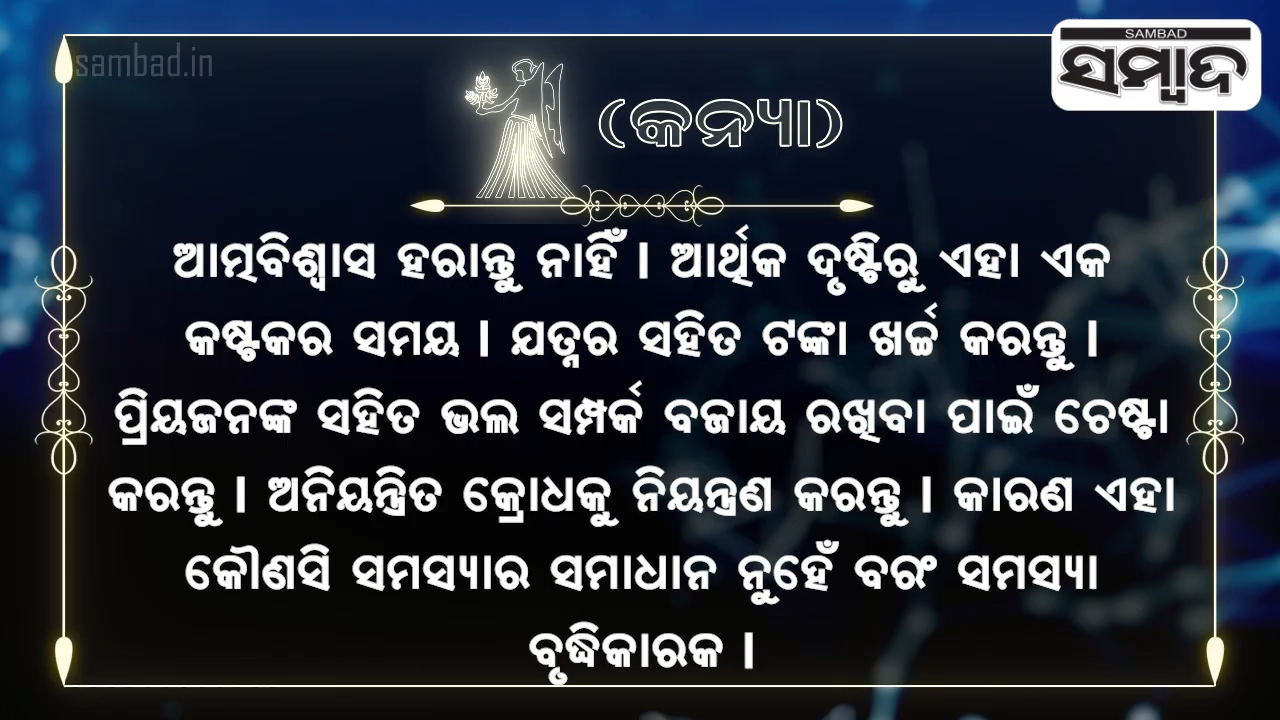 sambad.in
SAMBAD
ସମ୍ବାଦ
(କନ୍ୟା)
ଆତ୍ମବିଶ୍ୱାସ ହରାନ୍ତୁ ନାହିଁ । ଆର୍ଥିକ ଦୃଷ୍ଟିରୁ ଏହା ଏକ
କଷ୍ଟକର ସମୟ । ଯତ୍ନର ସହିତ ଟଙ୍କା ଖର୍ଚ୍ଚ କରନ୍ତୁ ।
ପ୍ରିୟଜନଙ୍କ ସହିତ ଭଲ ସମ୍ପର୍କ ବଜାୟ ରଖିବା ପାଇଁ ଚେଷ୍ଟା
କରନ୍ତୁ । ଅନିୟନ୍ତ୍ରିତ କ୍ରୋଧକୁ ନିୟନ୍ତ୍ରଣ କରନ୍ତୁ । କାରଣ ଏହା
କୌଣସି ସମସ୍ୟାର ସମାଧାନ ନୁହେଁ ବରଂ ସମସ୍ୟା
ବୃଦ୍ଧିକାରକ ।